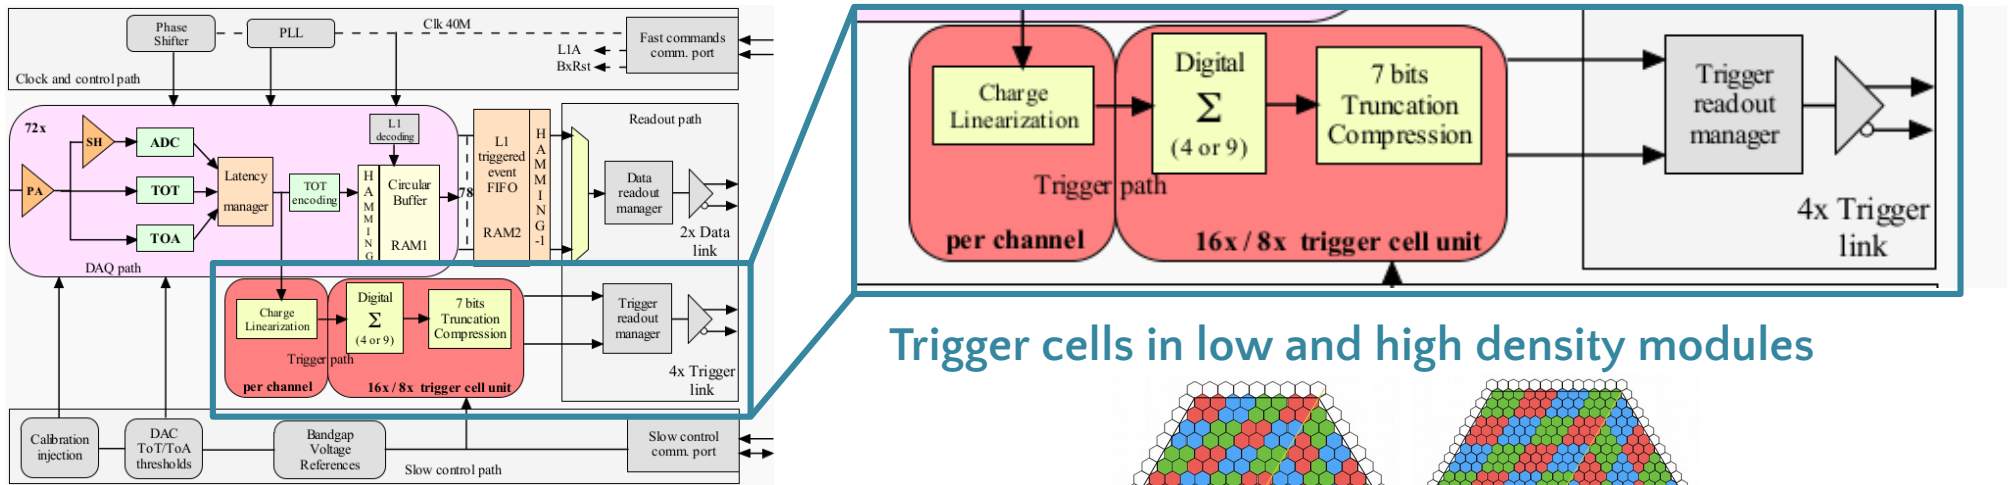 Phase
Shifter
PLL
Clk 40M
L1A
BxRst
Fast commands
comm. port
Clock and control path
72x
SH
PA
ADC
TOT
TOA
Latency
manager
TOT
encoding
L1
decoding
HAMMING
Circular
Buffer
RAM1
78
L1
triggered
event
FIFO
RAM2
HAMMING-1
Readout path
Data
readout
manager
2x Data
link
DAQ path
Charge
Linearization
Digital
Σ
(4 or 9)
7 bits
Truncation
Compression
Trigger path
per channel
16x / 8x trigger cell unit
Trigger
readout
manager
4x Trigger
link
Calibration
injection
DAC
ToT/ToA
thresholds
Bandgap
Voltage
References
Slow control path
Slow control
comm. port
Charge
Linearization
Digital
Σ
(4 or 9)
7 bits
Truncation
Compression
Trigger path
per channel
16x / 8x trigger cell unit
Trigger
readout
manager
4x Trigger
link
Trigger cells in low and high density modules